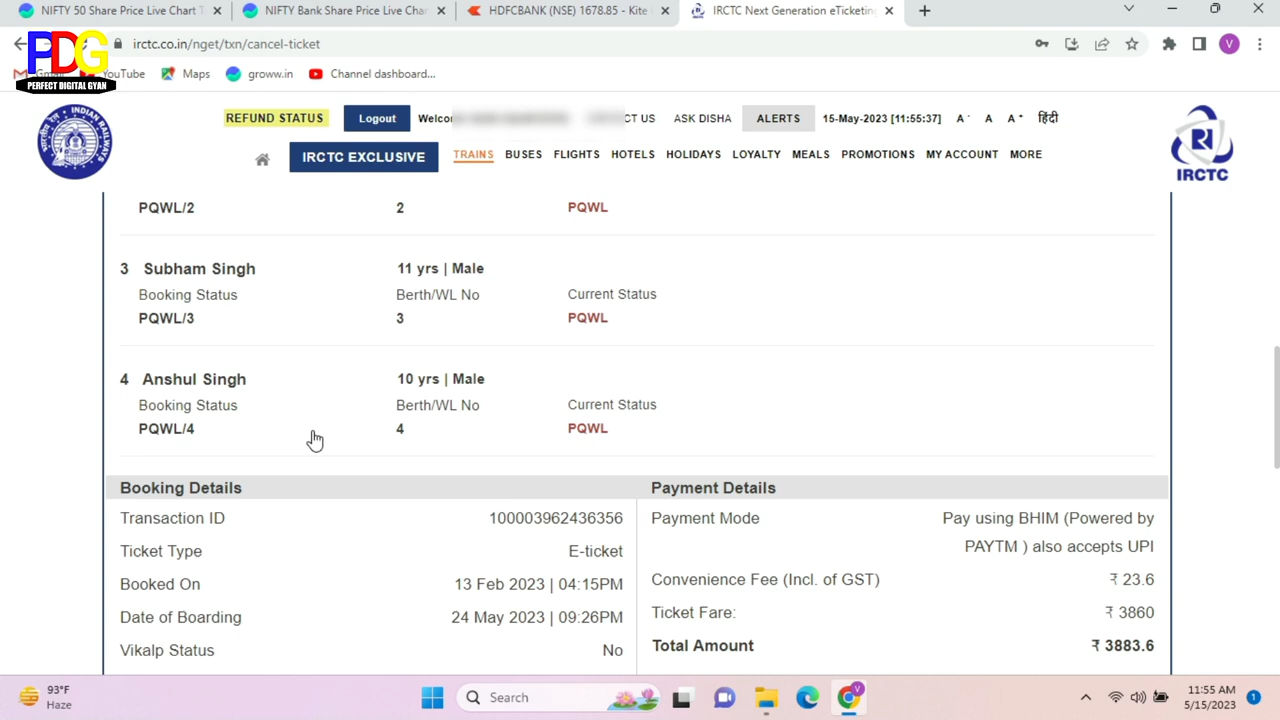 NIFTY 50 Share Price Live Chart T
NIFTY Bank Share Price Live Char
HDFCBANK (NSE) 1678.85 - Kite
IRCTC Next Generation eTicketing
irctc.co.in/nget/txn/cancel-ticket
V
PDG
PERFECT DIGITAL GYAN
YouTube
Maps
groww.in
Channel dashboard...
INDIAN RAILWAYS
REFUND STATUS
Logout
Welco
CT US
ASK DISHA
ALERTS
15-May-2023 [11:55:37]
A-
A
A+
हिंदी
IRCTC EXCLUSIVE
TRAINS
BUSES
FLIGHTS
HOTELS
HOLIDAYS
LOYALTY
MEALS
PROMOTIONS
MY ACCOUNT
MORE
IRCTC
PQWL/2 2 PQWL
3 Subham Singh 11 yrs | Male
Booking Status Berth/WL No Current Status
PQWL/3 3 PQWL
4 Anshul Singh 10 yrs | Male
Booking Status Berth/WL No Current Status
PQWL/4 4 PQWL
Booking Details
Transaction ID 100003962436356
Ticket Type E-ticket
Booked On 13 Feb 2023 | 04:15PM
Date of Boarding 24 May 2023 | 09:26PM
Vikalp Status No
Payment Details
Payment Mode Pay using BHIM (Powered by
PAYTM ) also accepts UPI
Convenience Fee (Incl. of GST) ₹ 23.6
Ticket Fare: ₹ 3860
Total Amount ₹ 3883.6
93°F
Haze
Search
V
11:55 AM
5/15/2023
1